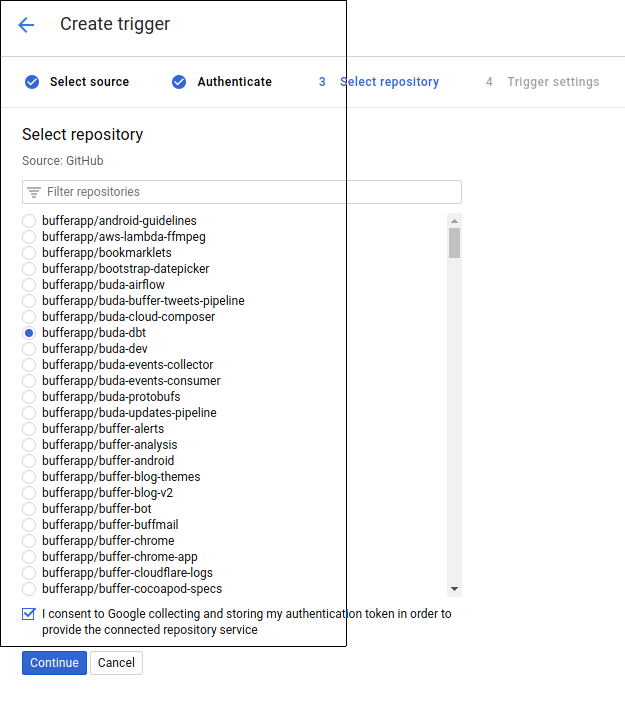 Create trigger
Select source Authenticate 3 Select repository 4 Trigger settings
Select repository
Source: GitHub
Filter repositories
bufferapp/android-guidelines
bufferapp/aws-lambda-ffmpeg
bufferapp/bookmarklets
bufferapp/bootstrap-datepicker
bufferapp/buda-airflow
bufferapp/buda-buffer-tweets-pipeline
bufferapp/buda-cloud-composer
bufferapp/buda-dbt
bufferapp/buda-dev
bufferapp/buda-events-collector
bufferapp/buda-events-consumer
bufferapp/buda-protobufs
bufferapp/buda-updates-pipeline
bufferapp/buffer-alerts
bufferapp/buffer-analysis
bufferapp/buffer-android
bufferapp/buffer-blog-themes
bufferapp/buffer-blog-v2
bufferapp/buffer-bot
bufferapp/buffer-buffmail
bufferapp/buffer-chrome
bufferapp/buffer-chrome-app
bufferapp/buffer-cloudflare-logs
bufferapp/buffer-cocoapod-specs
I consent to Google collecting and storing my authentication token in order to
provide the connected repository service
Continue Cancel